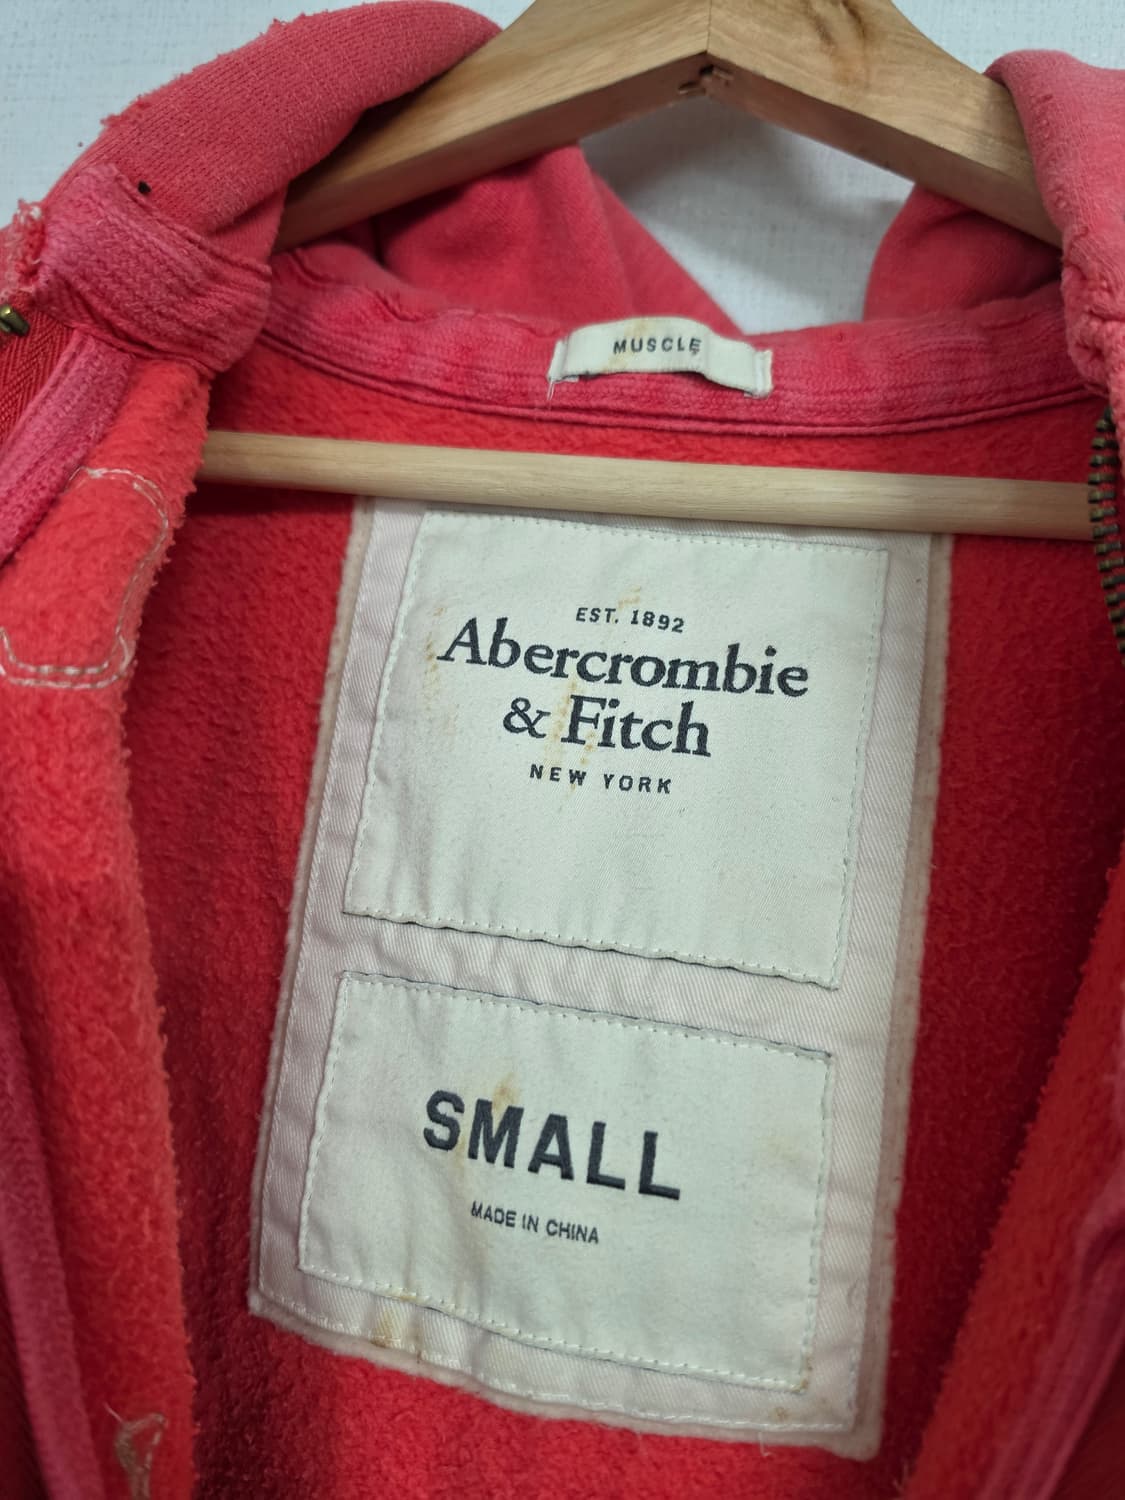 MUSCLE
EST. 1892
Abercrombie
& Fitch
NEW YORK
SMALL
MADE IN CHINA